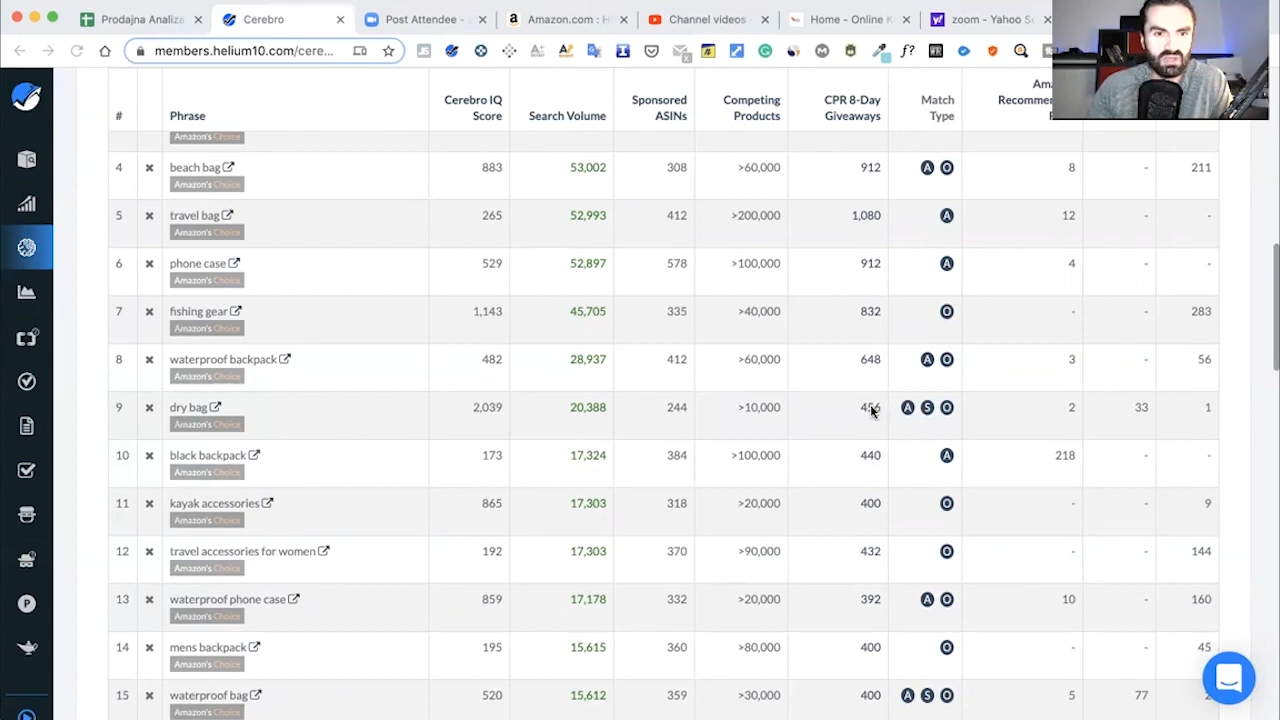 Prodajna Analiza
Cerebro
Post Attendee -
Amazon.com : H
Channel videos -
Home - Online K
zoom - Yahoo S
members.helium10.com/cere...
# Phrase Cerebro IQ Score Search Volume Sponsored ASINs Competing Products CPR 8-Day Giveaways Match Type
Amazon's Choice
4 beach bag 883 53,002 308 >60,000 912 A O 8 - 211
Amazon's Choice
5 travel bag 265 52,993 412 >200,000 1,080 A 12 - -
Amazon's Choice
6 phone case 529 52,897 578 >100,000 912 A 4 - -
Amazon's Choice
7 fishing gear 1,143 45,705 335 >40,000 832 O - - 283
Amazon's Choice
8 waterproof backpack 482 28,937 412 >60,000 648 A O 3 - 56
Amazon's Choice
9 dry bag 2,039 20,388 244 >10,000 456 A S O 2 33 1
Amazon's Choice
10 black backpack 173 17,324 384 >100,000 440 A 218 - -
Amazon's Choice
11 kayak accessories 865 17,303 318 >20,000 400 O - - 9
Amazon's Choice
12 travel accessories for women 192 17,303 370 >90,000 432 O - - 144
Amazon's Choice
13 waterproof phone case 859 17,178 332 >20,000 392 A O 10 - 160
Amazon's Choice
14 mens backpack 195 15,615 360 >80,000 400 O - - 45
Amazon's Choice
15 waterproof bag 520 15,612 359 >30,000 400 A S O 5 77
Amazon's Choice